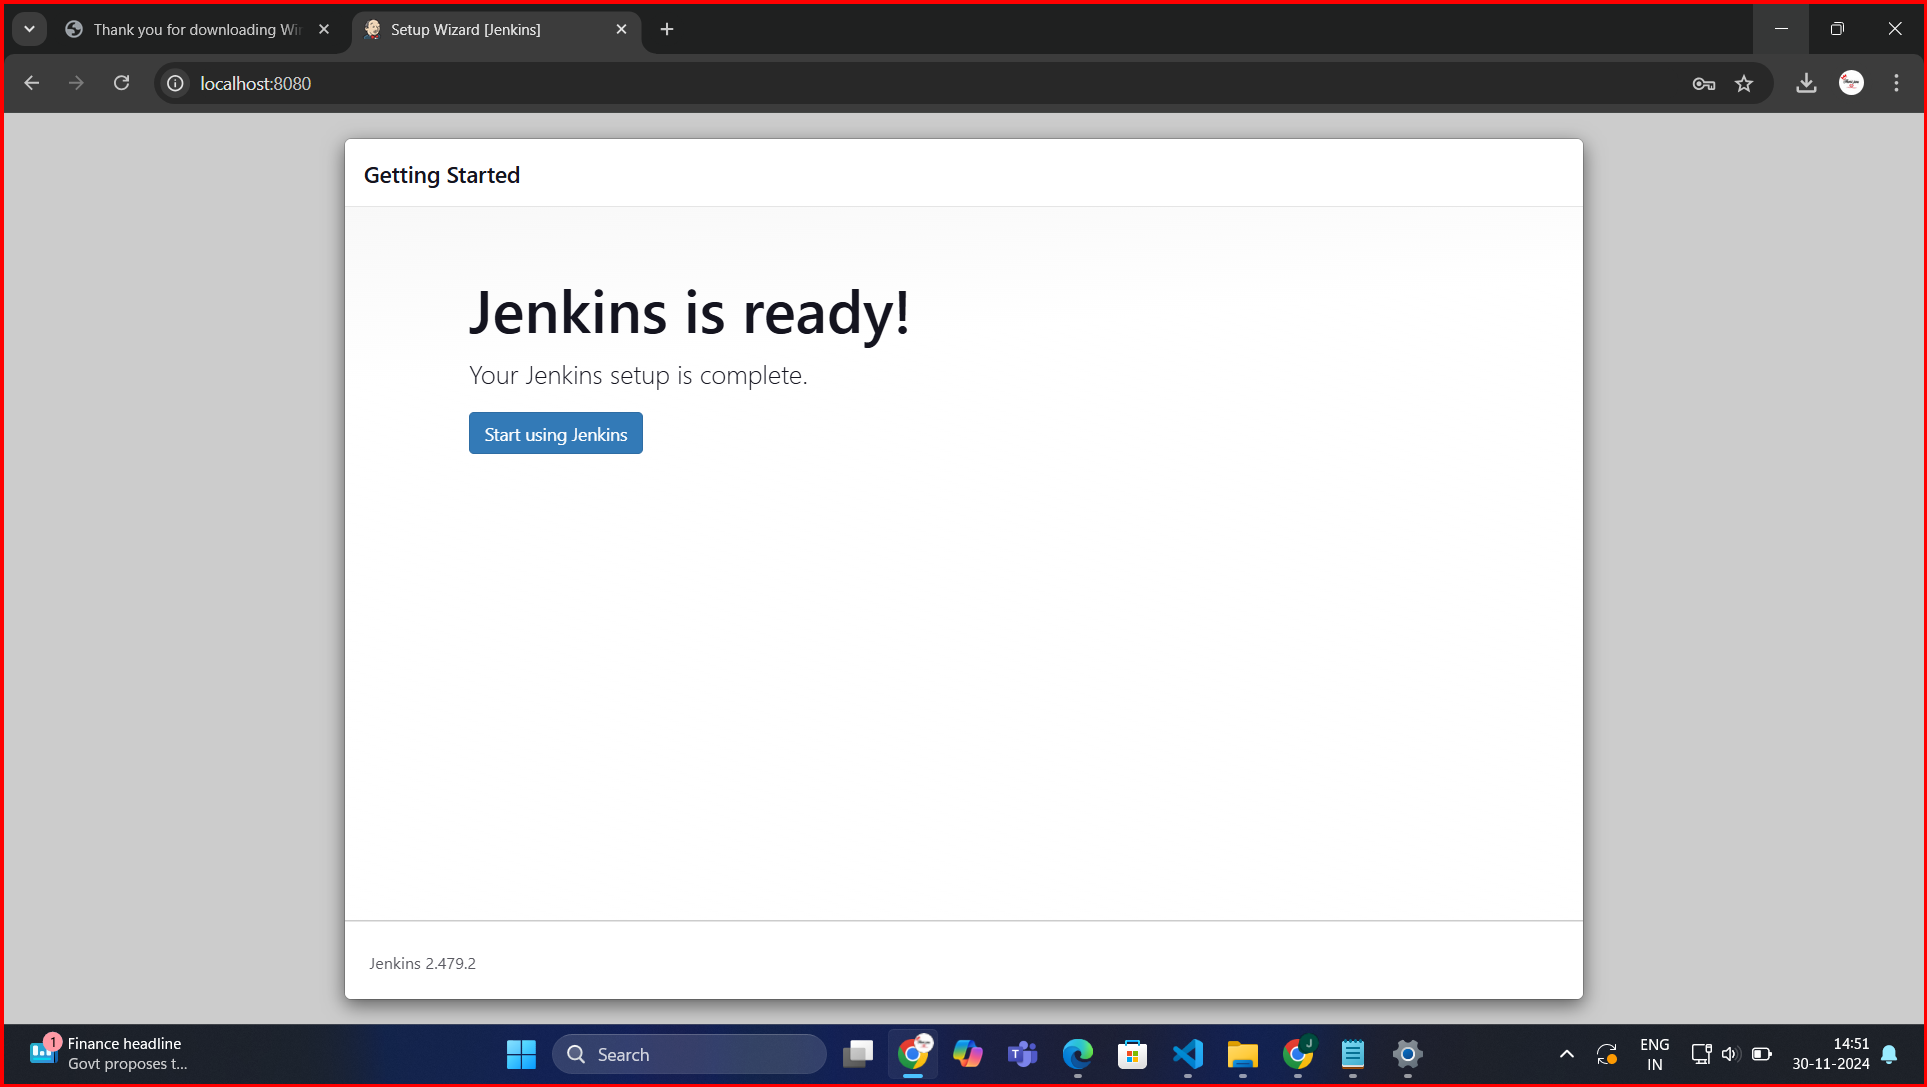 Thank you for downloading Wi
Setup Wizard [Jenkins]
localhost:8080
Getting Started
Jenkins is ready!
Your Jenkins setup is complete.
Start using Jenkins
Jenkins 2.479.2
1
Finance headline
Govt proposes t...
Search
T
J
ENG
IN
14:51
30-11-2024